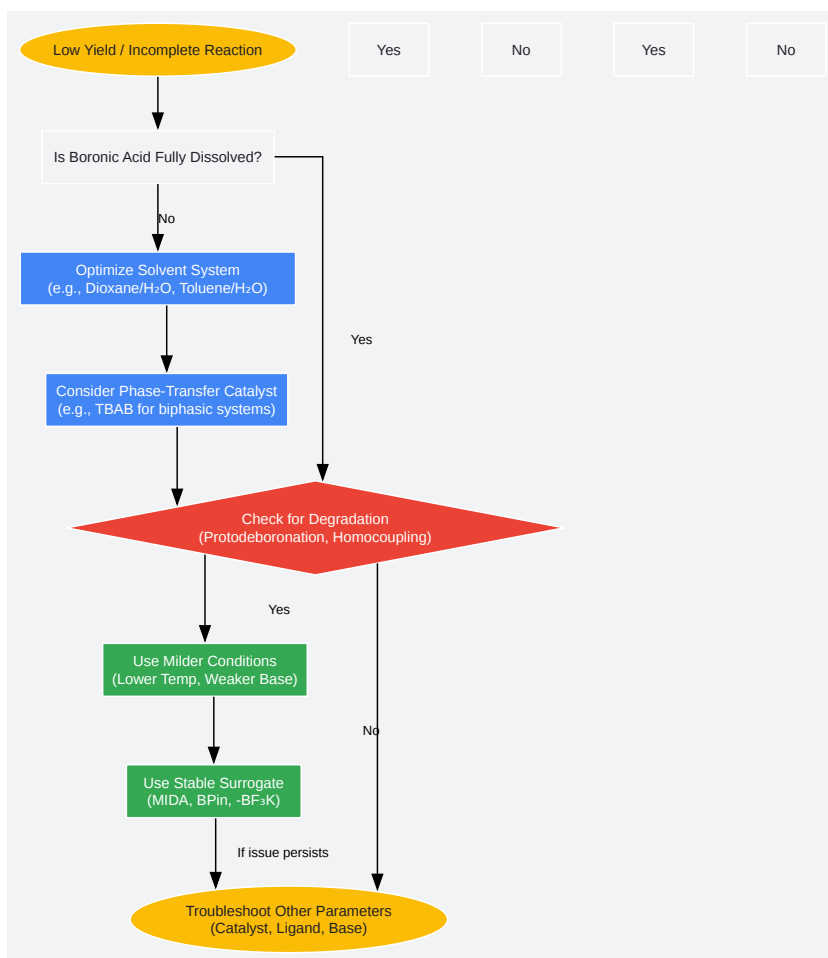 Low Yield / Incomplete Reaction
Yes
No
Yes
No
Is Boronic Acid Fully Dissolved?
No
Optimize Solvent System
(e.g., Dioxane/H₂O, Toluene/H₂O)
Yes
Consider Phase-Transfer Catalyst
(e.g., TBAB for biphasic systems)
Check for Degradation
(Protodeboronation, Homocoupling)
Yes
Use Milder Conditions
(Lower Temp, Weaker Base)
No
Use Stable Surrogate
(MIDA, BPin, -BF₃K)
If issue persists
Troubleshoot Other Parameters
(Catalyst, Ligand, Base)